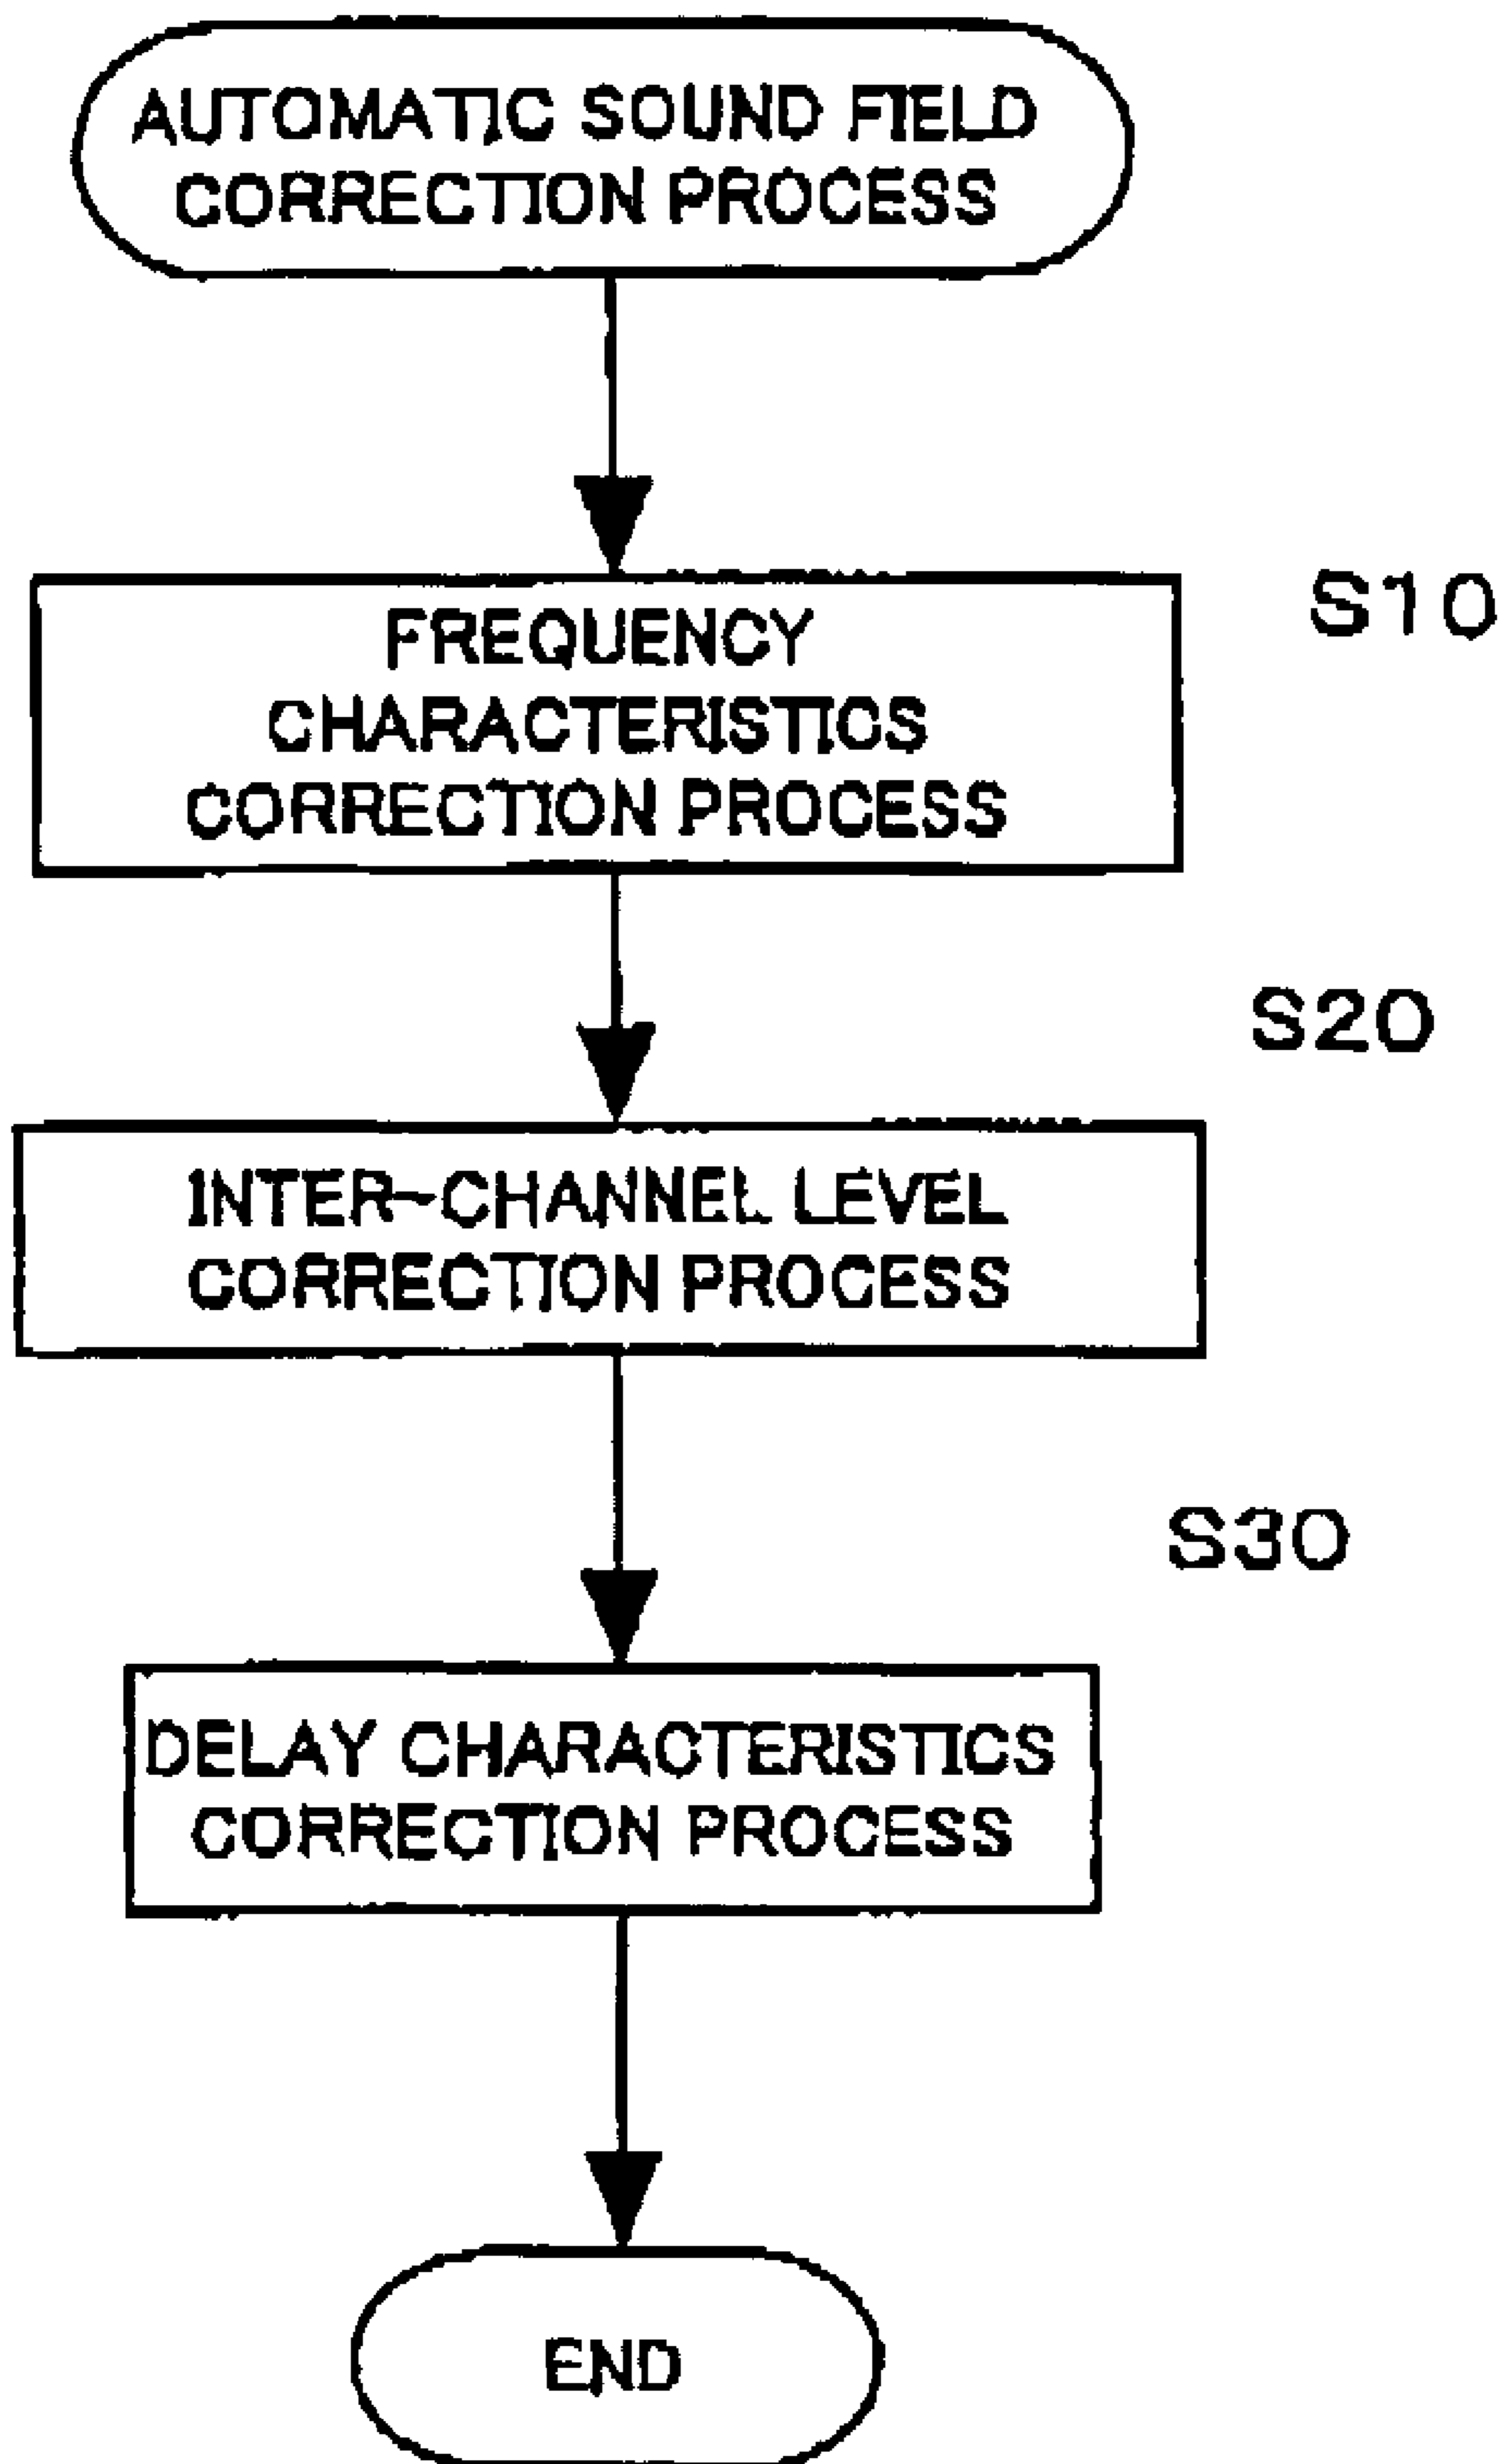 AUTOMATIC SOUND FIELD
CORRECTION PROCESS
S10
FREQUENCY
CHARACTERISTICS
CORRECTION PROCESS
S20
INTER-CHANNEL LEVEL
CORRECTION PROCESS
S30
DELAY CHARACTERISTICS
CORRECTION PROCESS
END